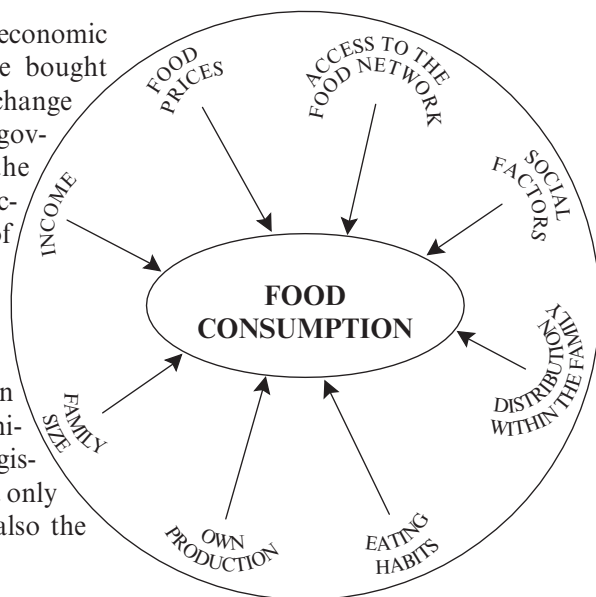 economic
e bought
change
gov-
the
c-
of
n
ni-
gis-
only
also the
FOOD
PRICES
ACCESS TO THE
FOOD NETWORK
SOCIAL
FACTORS
INCOME
FOOD
CONSUMPTION
DISTRIBUTION
WITHIN THE FAMILY
FAMILY
SIZE
OWN
PRODUCTION
EATING
HABITS